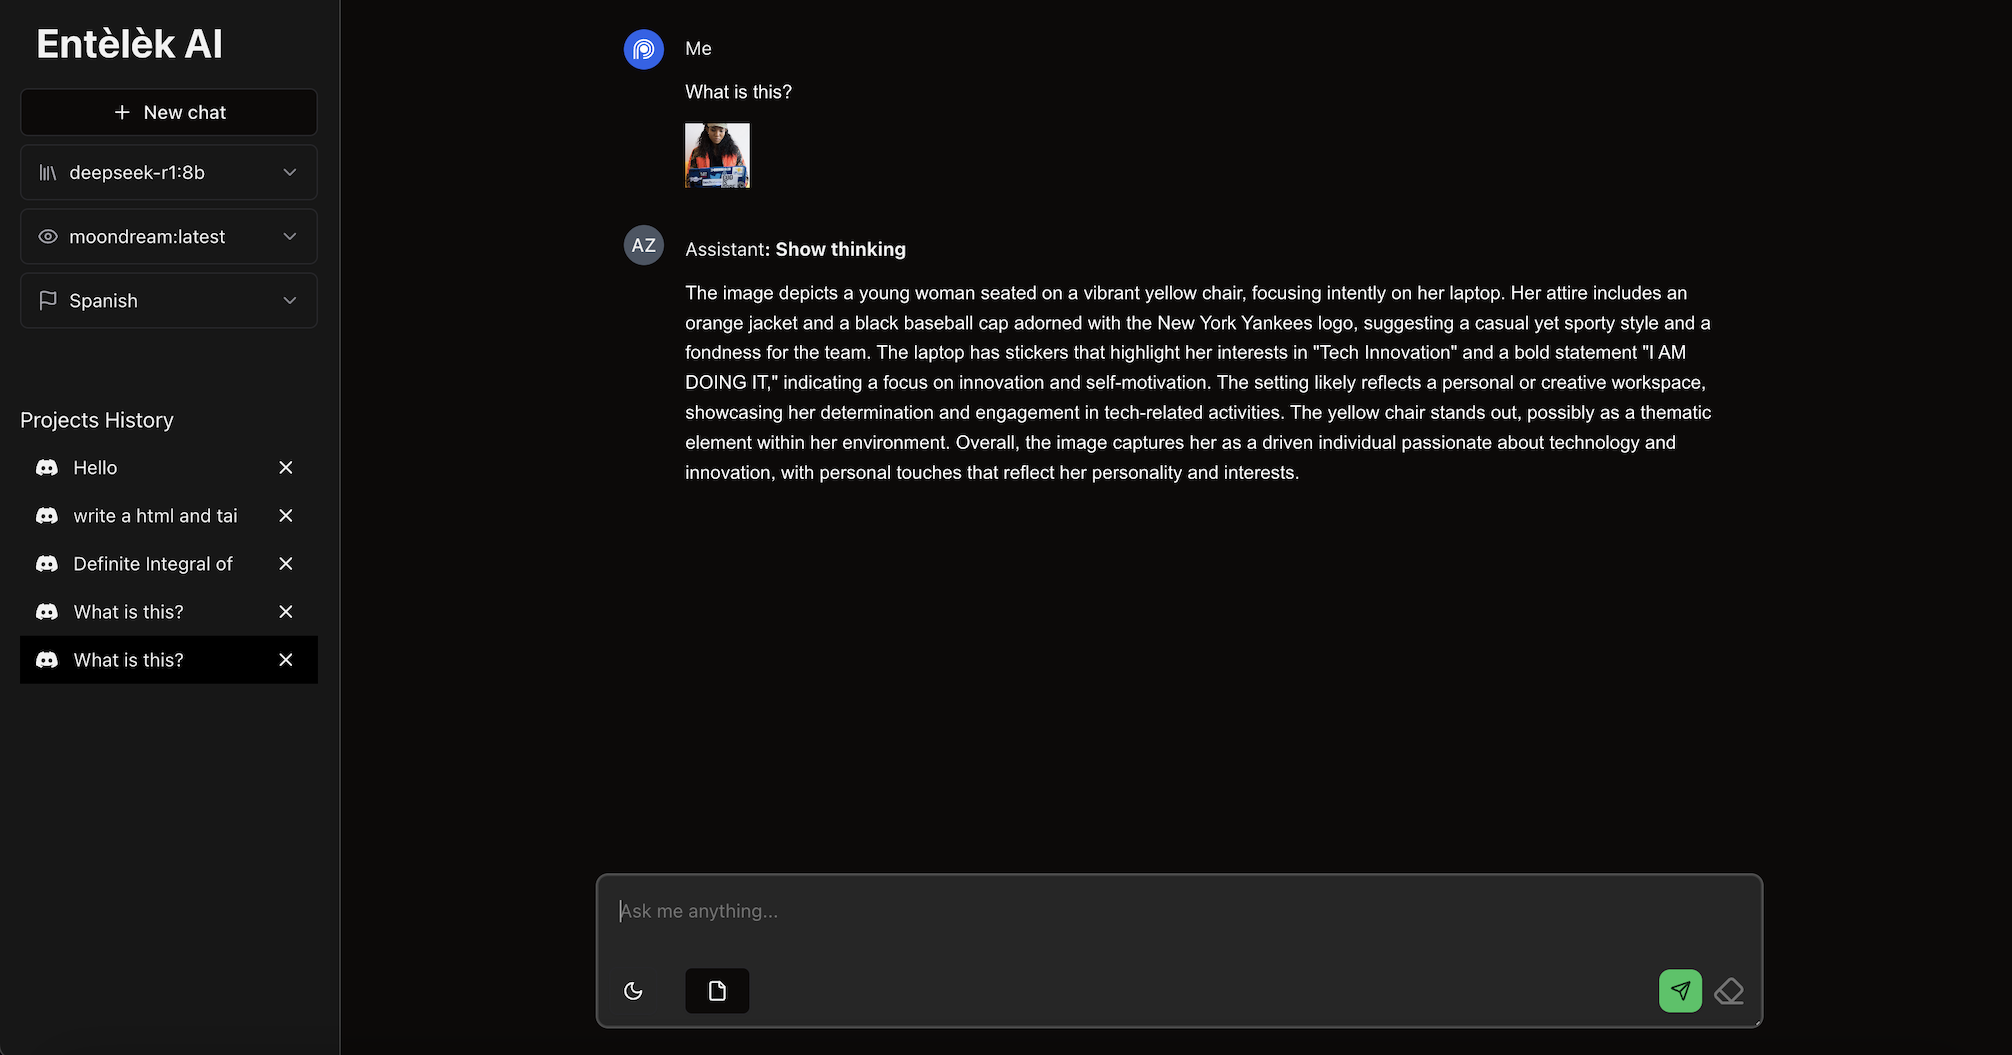 Entèlèk AI
New chat
deepseek-r1:8b
moondream:latest
Spanish
Projects History
Hello
write a html and tai
Definite Integral of
What is this?
What is this?
Me
What is this?
AZ
Assistant: Show thinking
The image depicts a young woman seated on a vibrant yellow chair, focusing intently on her laptop. Her attire includes an
orange jacket and a black baseball cap adorned with the New York Yankees logo, suggesting a casual yet sporty style and a
fondness for the team. The laptop has stickers that highlight her interests in "Tech Innovation" and a bold statement "I AM
DOING IT," indicating a focus on innovation and self-motivation. The setting likely reflects a personal or creative workspace,
showcasing her determination and engagement in tech-related activities. The yellow chair stands out, possibly as a thematic
element within her environment. Overall, the image captures her as a driven individual passionate about technology and
innovation, with personal touches that reflect her personality and interests.
Ask me anything...